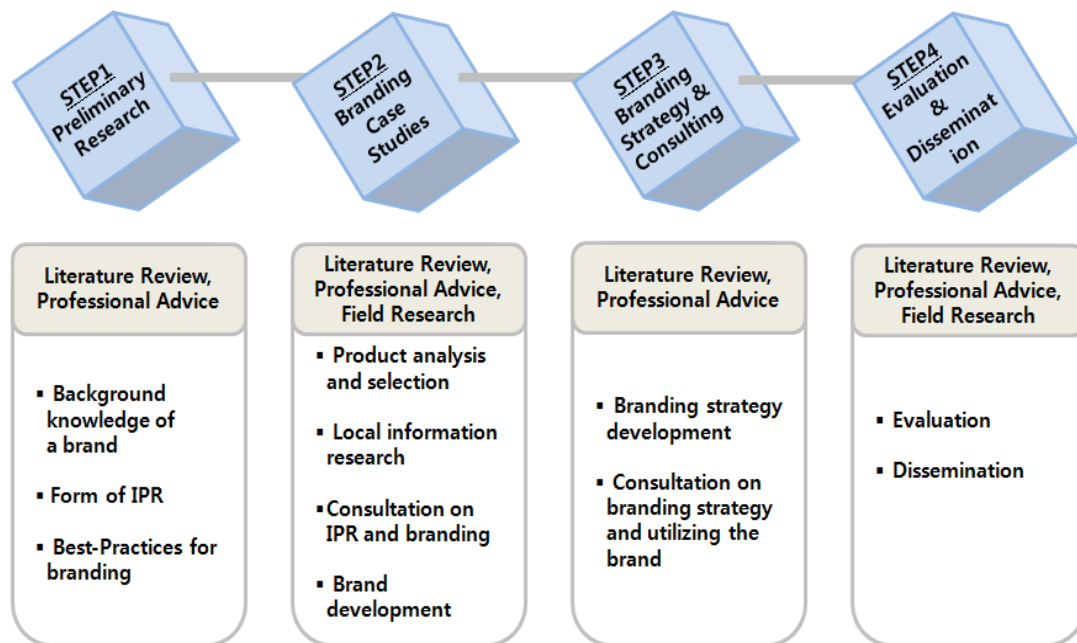 STEP1
Preliminary
Research
STEP2
Branding
Case
Studies
STEP3
Branding
Strategy &
Consulting
STEP4
Evaluation
&
Disseminat
ion
Literature Review,
Professional Advice
▪ Background
knowledge of
a brand
▪ Form of IPR
▪ Best-Practices for
branding
Literature Review,
Professional Advice,
Field Research
▪ Product analysis
and selection
▪ Local information
research
▪Consultation on
IPR and branding
▪ Brand
development
Literature Review,
Professional Advice
▪ Branding strategy
development
▪ Consultation on
branding strategy
and utilizing the
brand
Literature Review,
Professional Advice,
Field Research
▪ Evaluation
▪ Dissemination